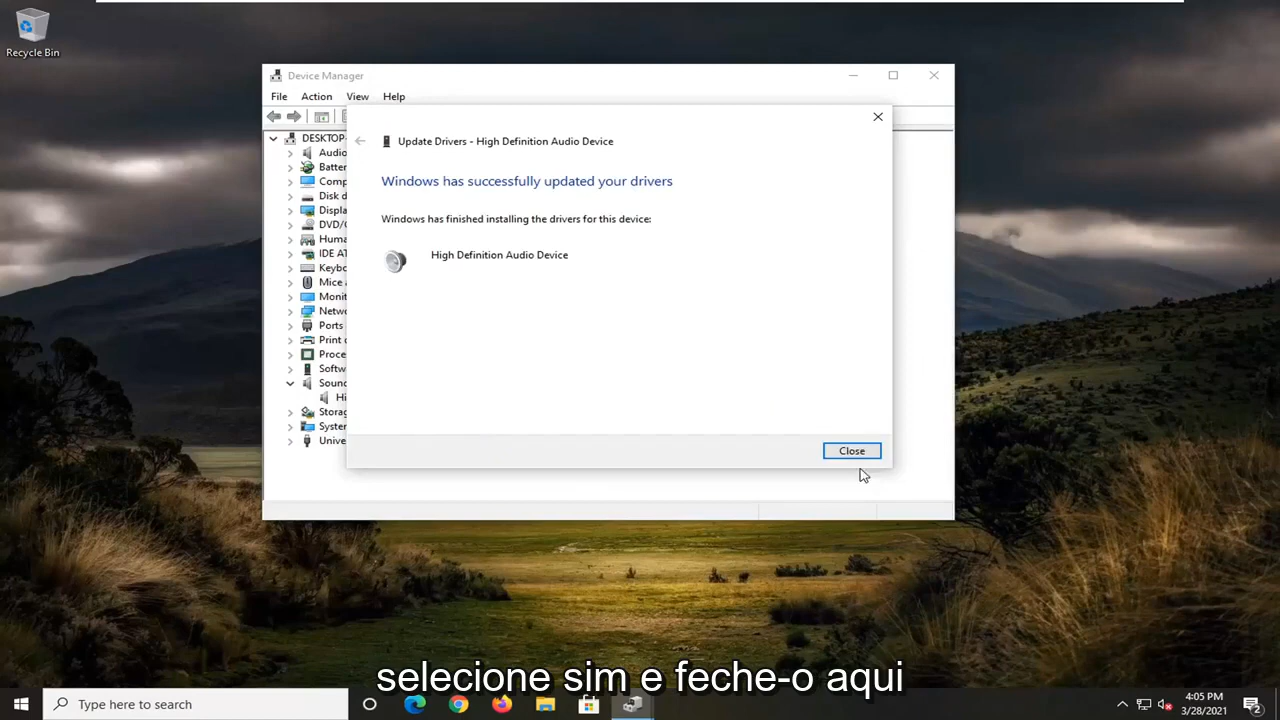 Recycle Bin
Device Manager
File Action View Help
Update Drivers - High Definition Audio Device
Windows has successfully updated your drivers
Windows has finished installing the drivers for this device:
High Definition Audio Device
Close
DESKTOP-
Audio
Batter
Comp
Disk d
Displa
DVD/
Huma
IDE AT
Keybo
Mice a
Monit
Netwo
Ports
Print q
Proce
Softw
Sound
Hi
Storag
System
Unive
selecione sim e feche-o aqui
Type here to search
4:05 PM
3/28/2021
2